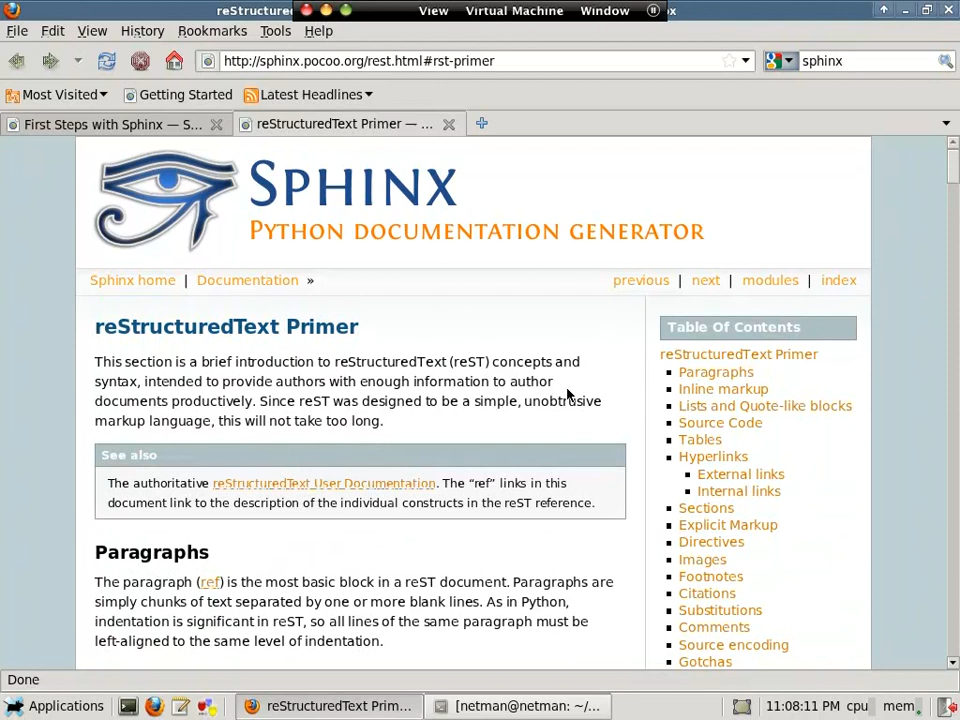 reStructured
View Virtual Machine Window
x
File Edit View History Bookmarks Tools Help
http://sphinx.pocoo.org/rest.html#rst-primer
sphinx
Most Visited Getting Started Latest Headlines
First Steps with Sphinx — S...
reStructuredText Primer — ...
SPHINX
PYTHON DOCUMENTATION GENERATOR
Sphinx home | Documentation »
previous | next | modules | index
reStructuredText Primer
This section is a brief introduction to reStructuredText (reST) concepts and
syntax, intended to provide authors with enough information to author
documents productively. Since reST was designed to be a simple, unobtrusive
markup language, this will not take too long.
See also
The authoritative reStructuredText User Documentation. The “ref” links in this
document link to the description of the individual constructs in the reST reference.
Paragraphs
The paragraph (ref) is the most basic block in a reST document. Paragraphs are
simply chunks of text separated by one or more blank lines. As in Python,
indentation is significant in reST, so all lines of the same paragraph must be
left-aligned to the same level of indentation.
Table Of Contents
reStructuredText Primer
Paragraphs
Inline markup
Lists and Quote-like blocks
Source Code
Tables
Hyperlinks
External links
Internal links
Sections
Explicit Markup
Directives
Images
Footnotes
Citations
Substitutions
Comments
Source encoding
Gotchas
Done
Applications
reStructuredText Prim...
[netman@netman: ~/...
11:08:11 PM cpu mem